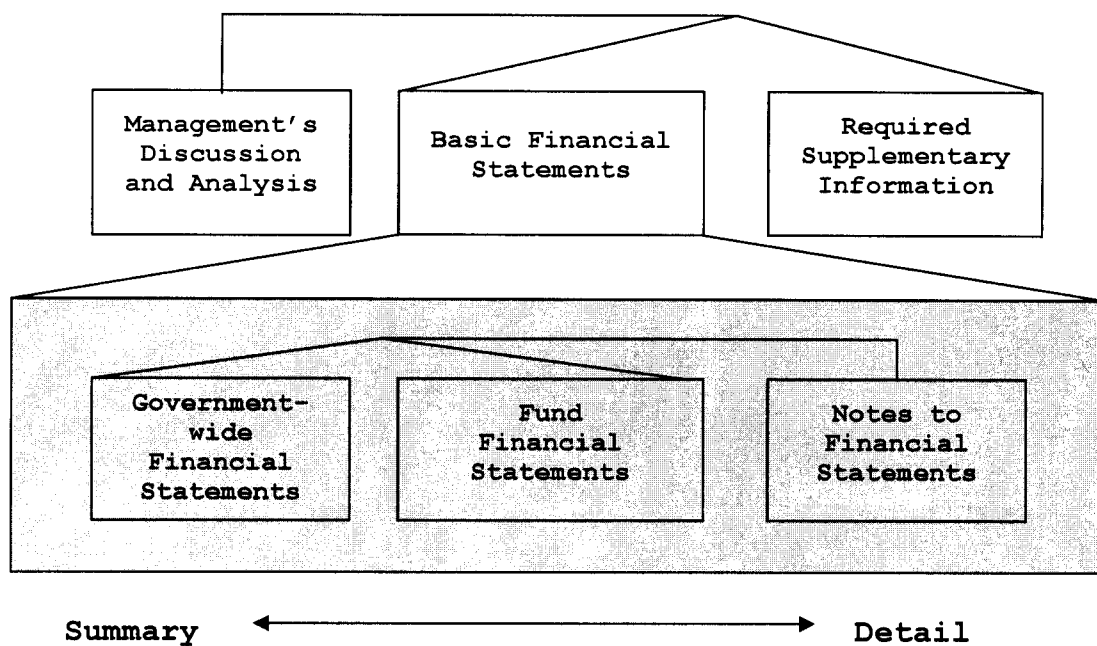 Management's
Discussion
and Analysis
Basic Financial
Statements
Required
Supplementary
Information
Government-
wide
Financial
Statements
Fund
Financial
Statements
Notes to
Financial
Statements
Summary
Detail